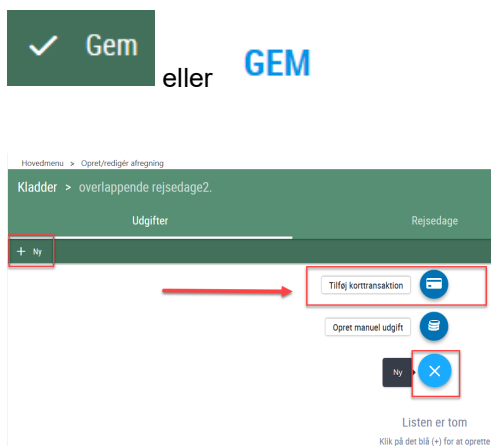 Gem
eller
GEM
Hovedmenu > Opret/redigér afregning
Kladder > overlappende rejsedage2.
Udgifter
Rejsedage
+ Ny
Tilføj korttransaktion
Opret manuel udgift
Ny
Listen er tom
Klik på det blå (+) for at oprette